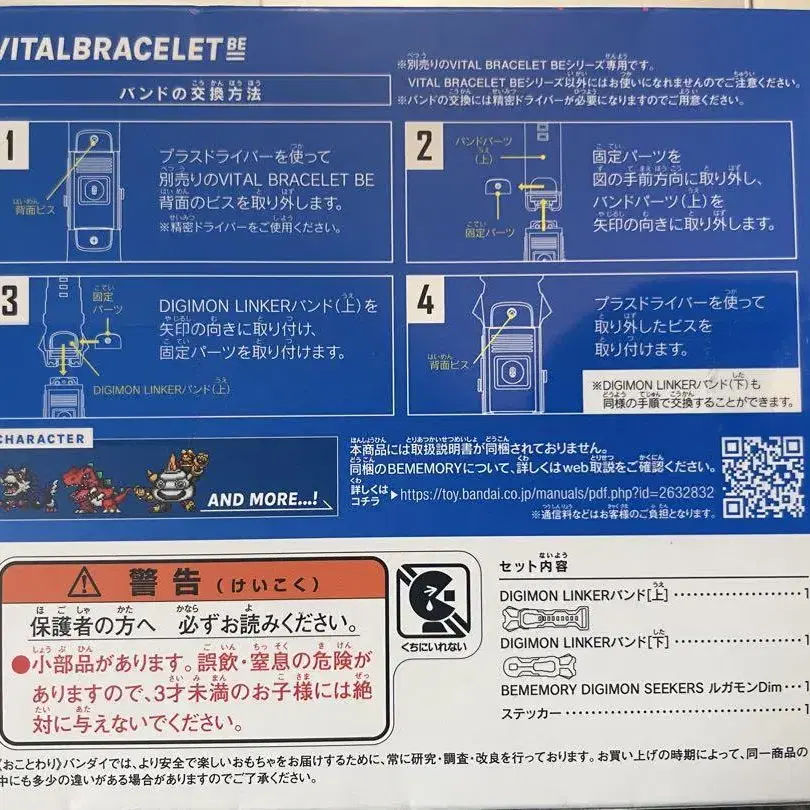 VITALBRACELET BE
バンドの交換方法
※別売りのVITAL BRACELET BEシリーズ専用です。
VITAL BRACELET BEシリーズ以外にはお使いになれませんのでご注意ください。
※バンドの交換には精密ドライバーが必要になりますのでご用意ください。
1
背面ビス
プラスドライバーを使って
別売りのVITAL BRACELET BE
背面のビスを取り外します。
※精密ドライバーをご使用ください。
2
バンドパーツ
(上)
固定パーツ
固定パーツを
図の手前方向に取り外し、
バンドパーツ(上)を
矢印の向きに取り外します。
3
固定
パーツ
DIGIMON LINKERバンド(上)
DIGIMON LINKERバンド(上)を
矢印の向きに取り付け、
固定パーツを取り付けます。
4
背面ビス
プラスドライバーを使って
取り外したビスを
取り付けます。
※DIGIMON LINKERバンド(下)も
同様の手順で交換することができます。
CHARACTER
AND MORE...!
本商品には取扱説明書が同梱されておりません。
同梱のBEMEMORYについて、詳しくはweb取説をご確認ください。
詳しくは
コチラ
▶https://toy.bandai.co.jp/manuals/pdf.php?id=2632832
※通信料などはお客様のご負担となります。
警告(けいこく)
保護者の方へ 必ずお読みください。
●小部品があります。誤飲・窒息の危険が
ありますので、3才未満のお子様には絶
対に与えないでください。
くちにいれない
セット内容
DIGIMON LINKERバンド[上]…………………1
DIGIMON LINKERバンド[下]…………………1
BEMEMORY DIGIMON SEEKERS ルガモンDim…1
ステッカー…………………………1
《おことわり》バンダイでは、より安全で楽しいおもちゃをお届けするために、常に研究・調査・改良を行っております。お買い上げの時期によって、同一商品の
中にも多少の違いがある場合がありますのでご了承ください。